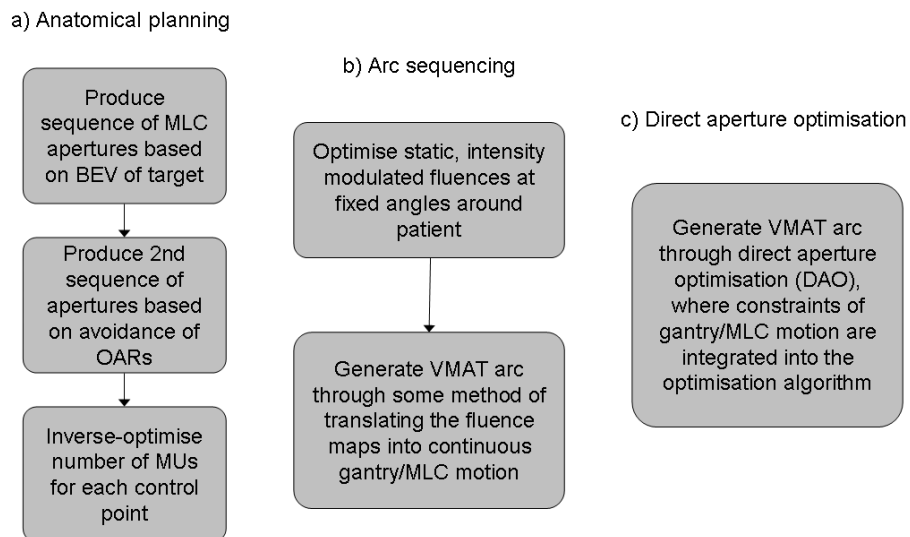 a) Anatomical planning
Produce
sequence of MLC
apertures based
on BEV of target
Produce 2nd
sequence of
apertures based
on avoidance of
OARs
Inverse-optimise
number of MUs
for each control
point
b) Arc sequencing
Optimise static, intensity
modulated fluences at
fixed angles around
patient
Generate VMAT arc
through some method of
translating the fluence
maps into continuous
gantry/MLC motion
c) Direct aperture optimisation
Generate VMAT arc
through direct aperture
optimisation (DAO),
where constraints of
gantry/MLC motion are
integrated into the
optimisation algorithm